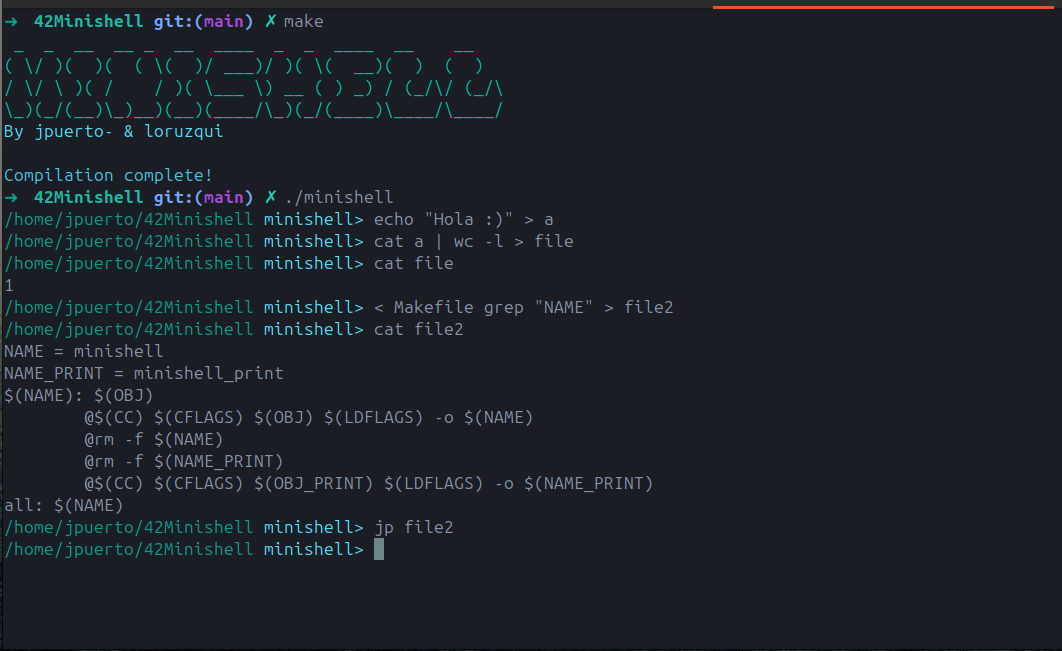 ➜  42Minishell git:(main) ✗ make
 _  _  __  __ _  __  ____  _  _  ____  __    __
( \/ )(  )(  ( \(  )/ ___)/ )( \(  __)(  )  (  )
/ \/ \ )( /    / )( \___ \) __ ( ) _) / (_/\/ (_/\
\_)(_/(__)\_)__)(__)(____/\_)(_/(____)\____/\____/
By jpuerto- & loruzqui

Compilation complete!
➜  42Minishell git:(main) ✗ ./minishell
/home/jpuerto/42Minishell minishell> echo "Hola :)" > a
/home/jpuerto/42Minishell minishell> cat a | wc -l > file
/home/jpuerto/42Minishell minishell> cat file
1
/home/jpuerto/42Minishell minishell> < Makefile grep "NAME" > file2
/home/jpuerto/42Minishell minishell> cat file2
NAME = minishell
NAME_PRINT = minishell_print
$(NAME): $(OBJ)
        @$(CC) $(CFLAGS) $(OBJ) $(LDFLAGS) -o $(NAME)
        @rm -f $(NAME)
        @rm -f $(NAME_PRINT)
        @$(CC) $(CFLAGS) $(OBJ_PRINT) $(LDFLAGS) -o $(NAME_PRINT)
all: $(NAME)
/home/jpuerto/42Minishell minishell> jp file2
/home/jpuerto/42Minishell minishell>